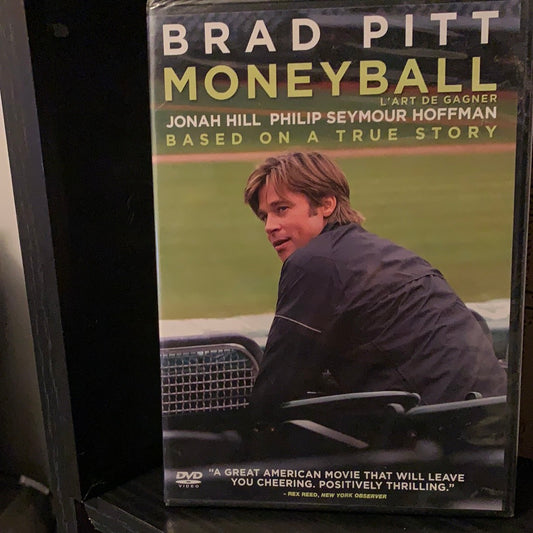 BRAD PITT
MONEYBALL
L'ART DE GAGNER
JONAH HILL PHILIP SEYMOUR HOFFMAN
BASED ON A TRUE STORY
DVD
VIDEO
"A GREAT AMERICAN MOVIE THAT WILL LEAVE
YOU CHEERING. POSITIVELY THRILLING."
- REX REED, NEW YORK OBSERVER